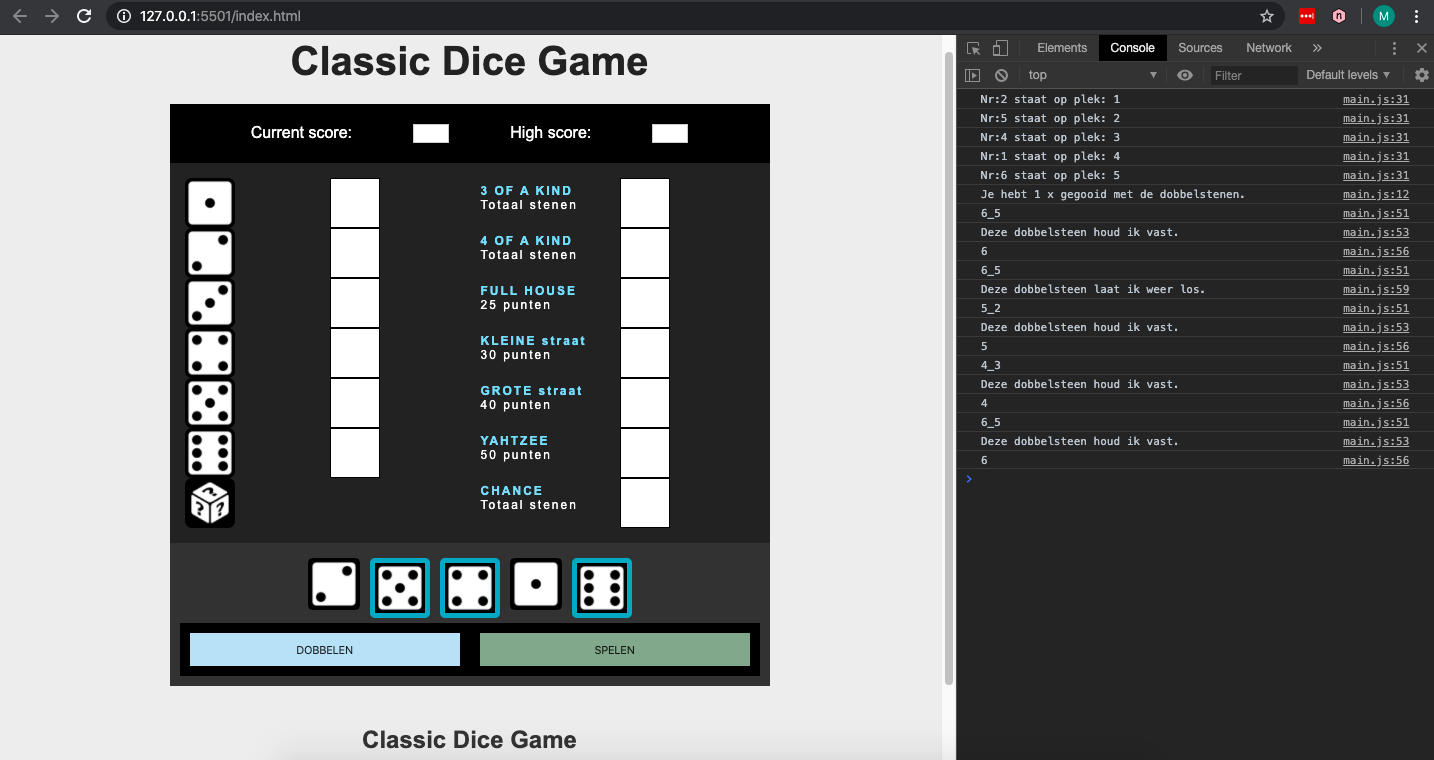 127.0.0.1:5501/index.html
M
Classic Dice Game
Current score:
High score:
3 OF A KIND
Totaal stenen
4 OF A KIND
Totaal stenen
FULL HOUSE
25 punten
KLEINE straat
30 punten
GROTE straat
40 punten
YAHTZEE
50 punten
CHANCE
Totaal stenen
DOBBELEN
SPELEN
Classic Dice Game
Elements Console Sources Network »
top Filter Default levels
Nr:2 staat op plek: 1 main.js:31
Nr:5 staat op plek: 2 main.js:31
Nr:4 staat op plek: 3 main.js:31
Nr:1 staat op plek: 4 main.js:31
Nr:6 staat op plek: 5 main.js:31
Je hebt 1 x gegooid met de dobbelstenen. main.js:12
6_5 main.js:51
Deze dobbelsteen houd ik vast. main.js:53
6 main.js:56
6_5 main.js:51
Deze dobbelsteen laat ik weer los. main.js:59
5_2 main.js:51
Deze dobbelsteen houd ik vast. main.js:53
5 main.js:56
4_3 main.js:51
Deze dobbelsteen houd ik vast. main.js:53
4 main.js:56
6_5 main.js:51
Deze dobbelsteen houd ik vast. main.js:53
6 main.js:56